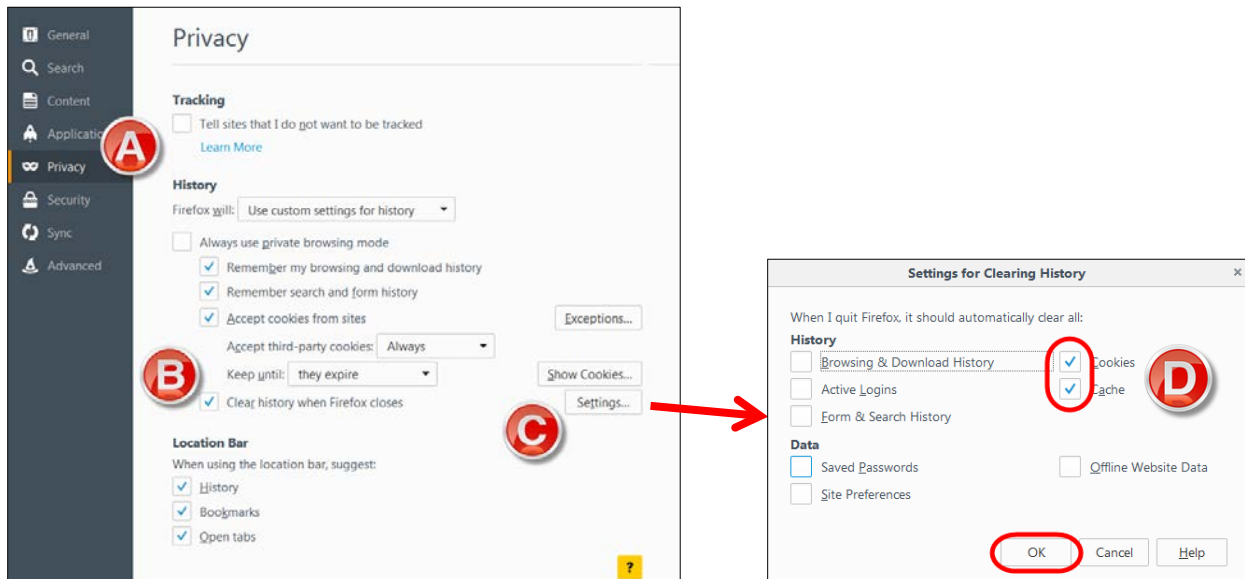 General
Search
Content
Applicatio
Privacy
Security
Sync
Advanced
A
Privacy
Tracking
Tell sites that I do not want to be tracked
Learn More
History
Firefox will: Use custom settings for history
Always use private browsing mode
Remember my browsing and download history
Remember search and form history
Accept cookies from sites Exceptions...
Accept third-party cookies: Always
B
Keep until: they expire Show Cookies...
Clear history when Firefox closes Settings...
C
Location Bar
When using the location bar, suggest:
History
Bookmarks
Open tabs
?
Settings for Clearing History ×
When I quit Firefox, it should automatically clear all:
History
Browsing & Download History Cookies
Active Logins Cache
D
Form & Search History
Data
Saved Passwords Offline Website Data
Site Preferences
OK Cancel Help